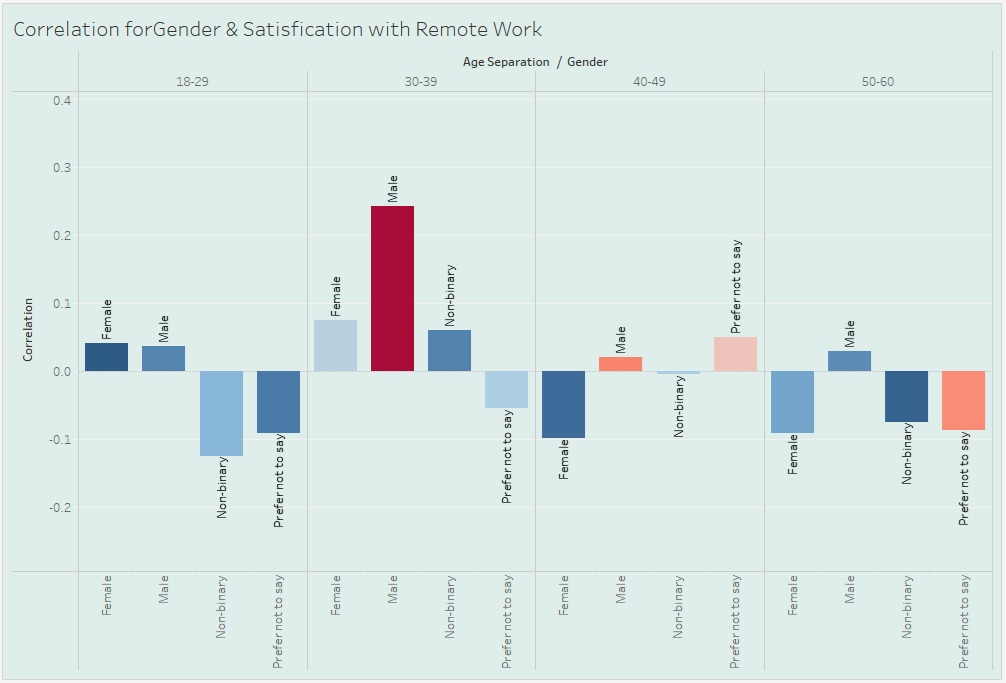 Correlation forGender & Satisfication with Remote Work
Age Separation / Gender
18-29 30-39 40-49 50-60
Correlation
0.4
0.3
0.2
0.1
0.0
-0.1
-0.2
Female
Male
Non-binary
Prefer not to say
Female
Male
Non-binary
Prefer not to say
Female
Male
Non-binary
Prefer not to say
Female
Male
Non-binary
Prefer not to say
Female
Male
Non-binary
Prefer not to say
Female
Male
Non-binary
Prefer not to say
Female
Male
Non-binary
Prefer not to say
Female
Male
Non-binary
Prefer not to say